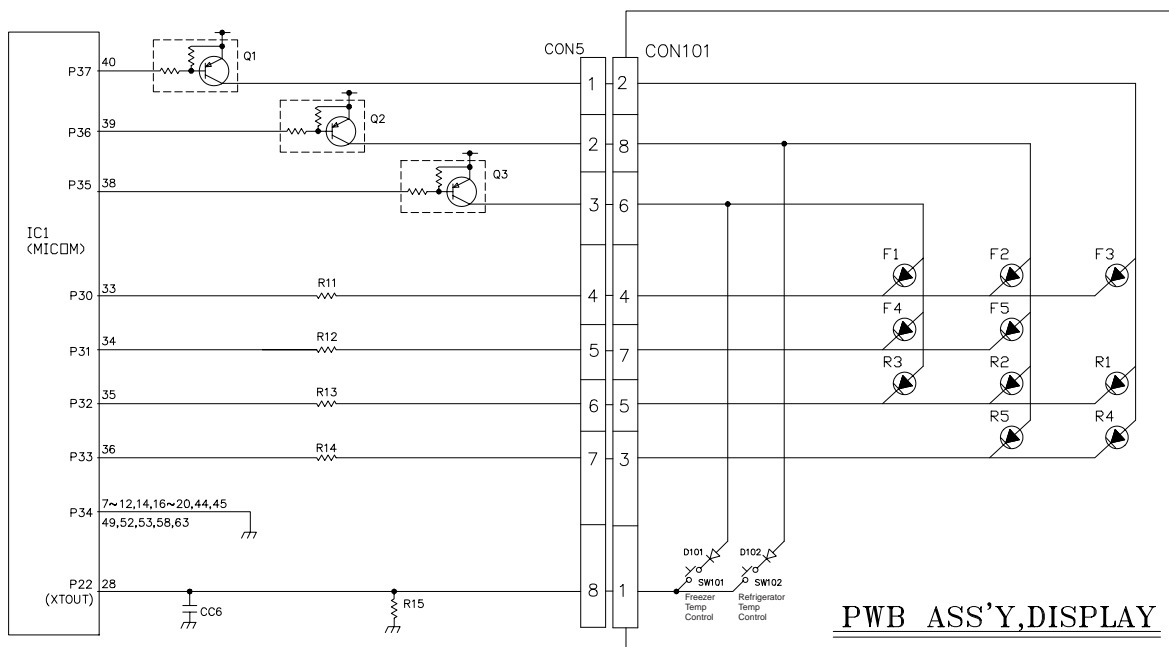 CON5 CON101
P37 40 Q1
1 2
P36 39 Q2
2 8
P35 38 Q3
3 6
IC1
(MICOM)
F1 F2 F3
P30 33 R11 4 4
F4 F5
P31 34 R12 5 7
R3 R2 R1
P32 35 R13 6 5
R5 R4
P33 36 R14 7 3
P34 7~12,14,16~20,44,45
49,52,53,58,63
D101 D102
P22 28 SW101 SW102
(XTOUT) CC6 R15 8 1
Freezer
Temp
Control
Refrigerator
Temp
Control
PWB ASS'Y,DISPLAY